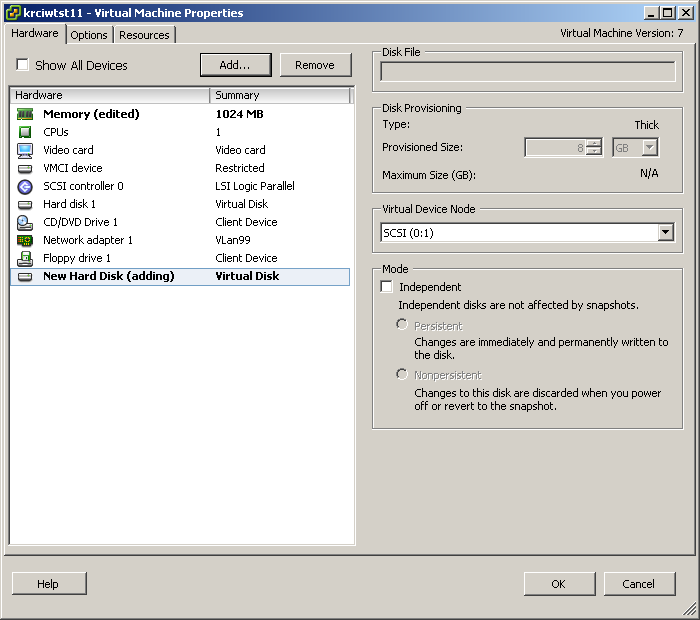 krciwtst11 - Virtual Machine Properties
Hardware Options Resources Virtual Machine Version: 7
Show All Devices Add... Remove
Hardware Summary
Memory (edited) 1024 MB
CPUs 1
Video card Video card
VMCI device Restricted
SCSI controller 0 LSI Logic Parallel
Hard disk 1 Virtual Disk
CD/DVD Drive 1 Client Device
Network adapter 1 VLan99
Floppy drive 1 Client Device
New Hard Disk (adding) Virtual Disk
Disk File
Disk Provisioning
Type: Thick
Provisioned Size: 8 GB
Maximum Size (GB): N/A
Virtual Device Node
SCSI (0:1)
Mode
Independent
Independent disks are not affected by snapshots.
Persistent
Changes are immediately and permanently written to
the disk.
Nonpersistent
Changes to this disk are discarded when you power
off or revert to the snapshot.
Help OK Cancel